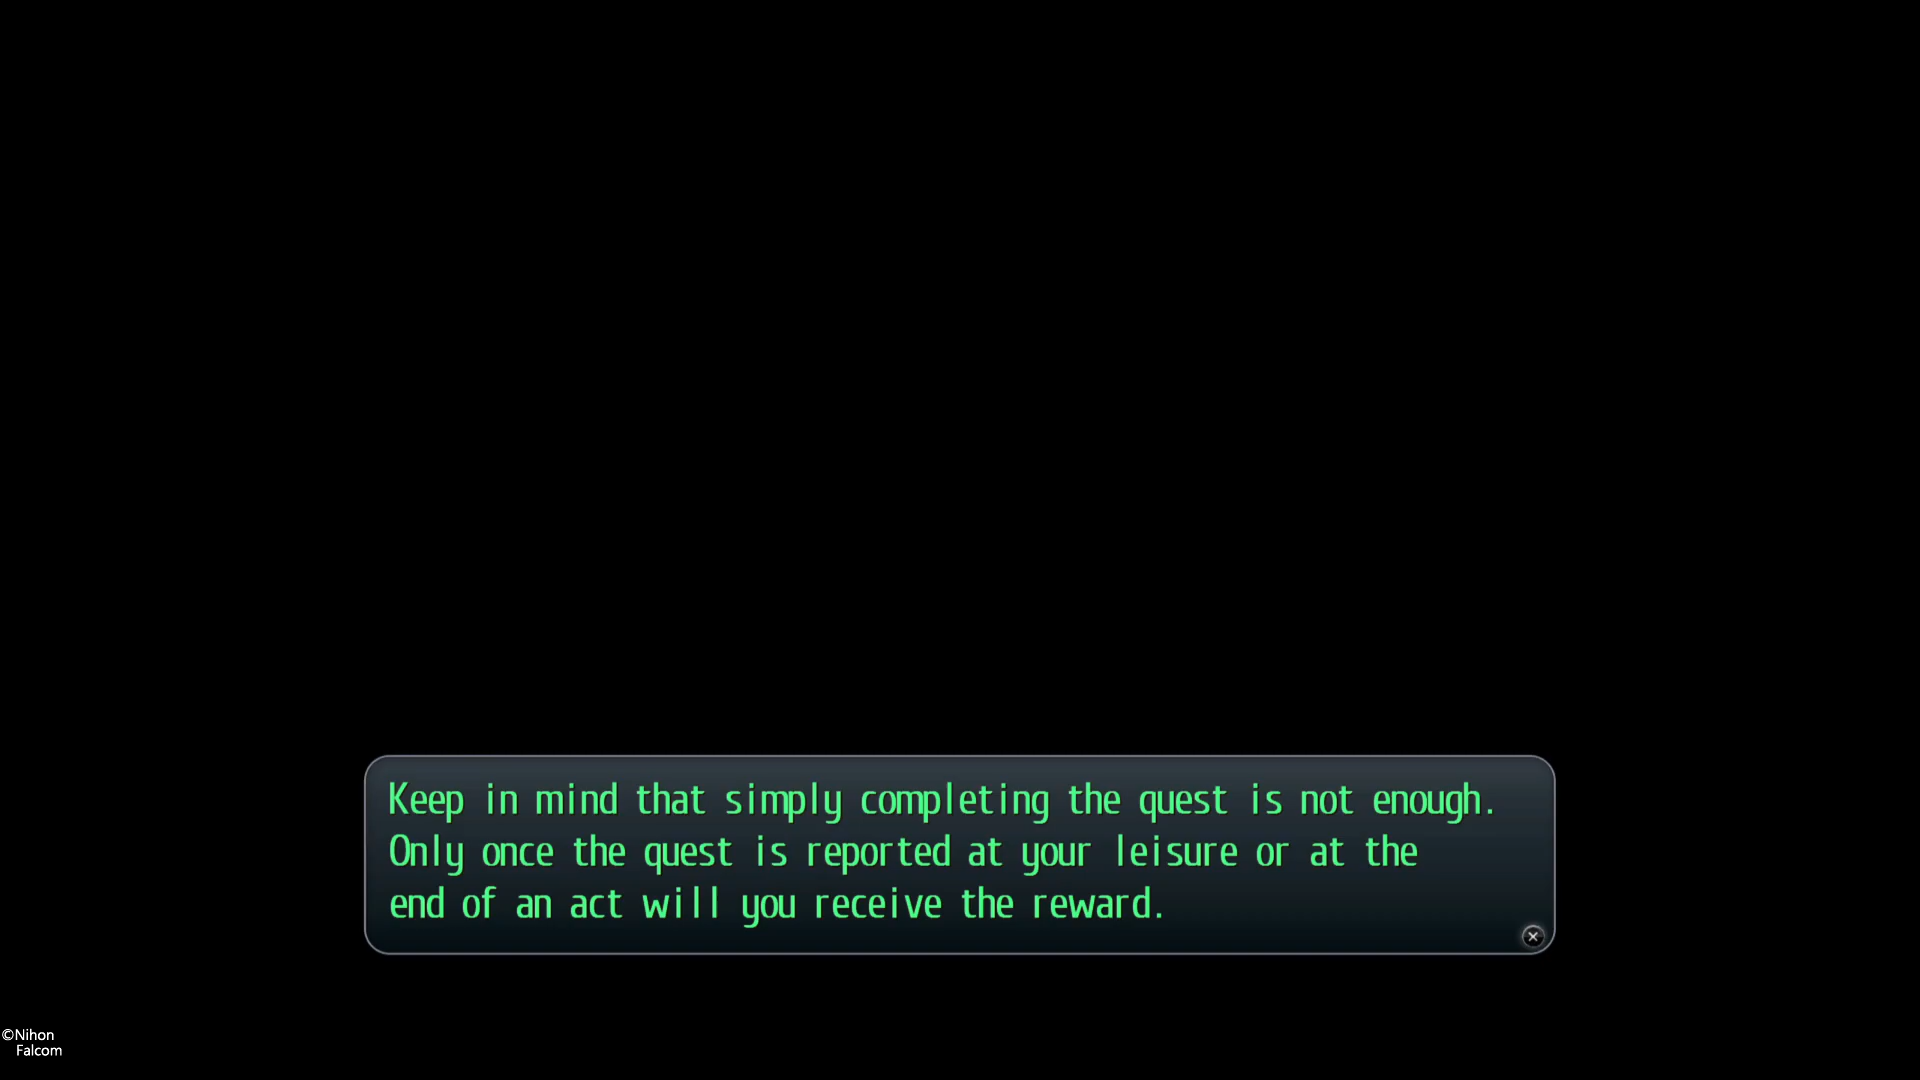 Keep in mind that simply completing the quest is not enough.
Only once the quest is reported at your leisure or at the
end of an act will you receive the reward.
©Nihon
Falcom